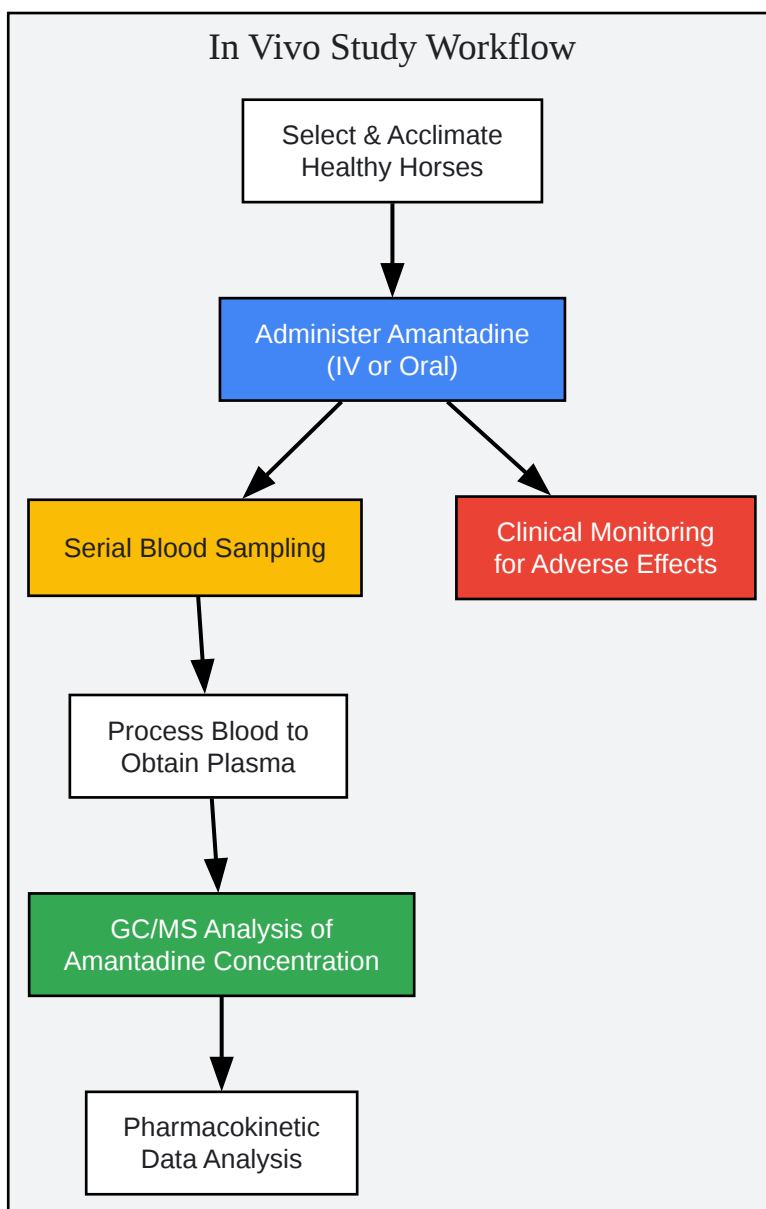 In Vivo Study Workflow
Select & Acclimate
Healthy Horses
Administer Amantadine
(IV or Oral)
Serial Blood Sampling
Clinical Monitoring
for Adverse Effects
Process Blood to
Obtain Plasma
GC/MS Analysis of
Amantadine Concentration
Pharmacokinetic
Data Analysis